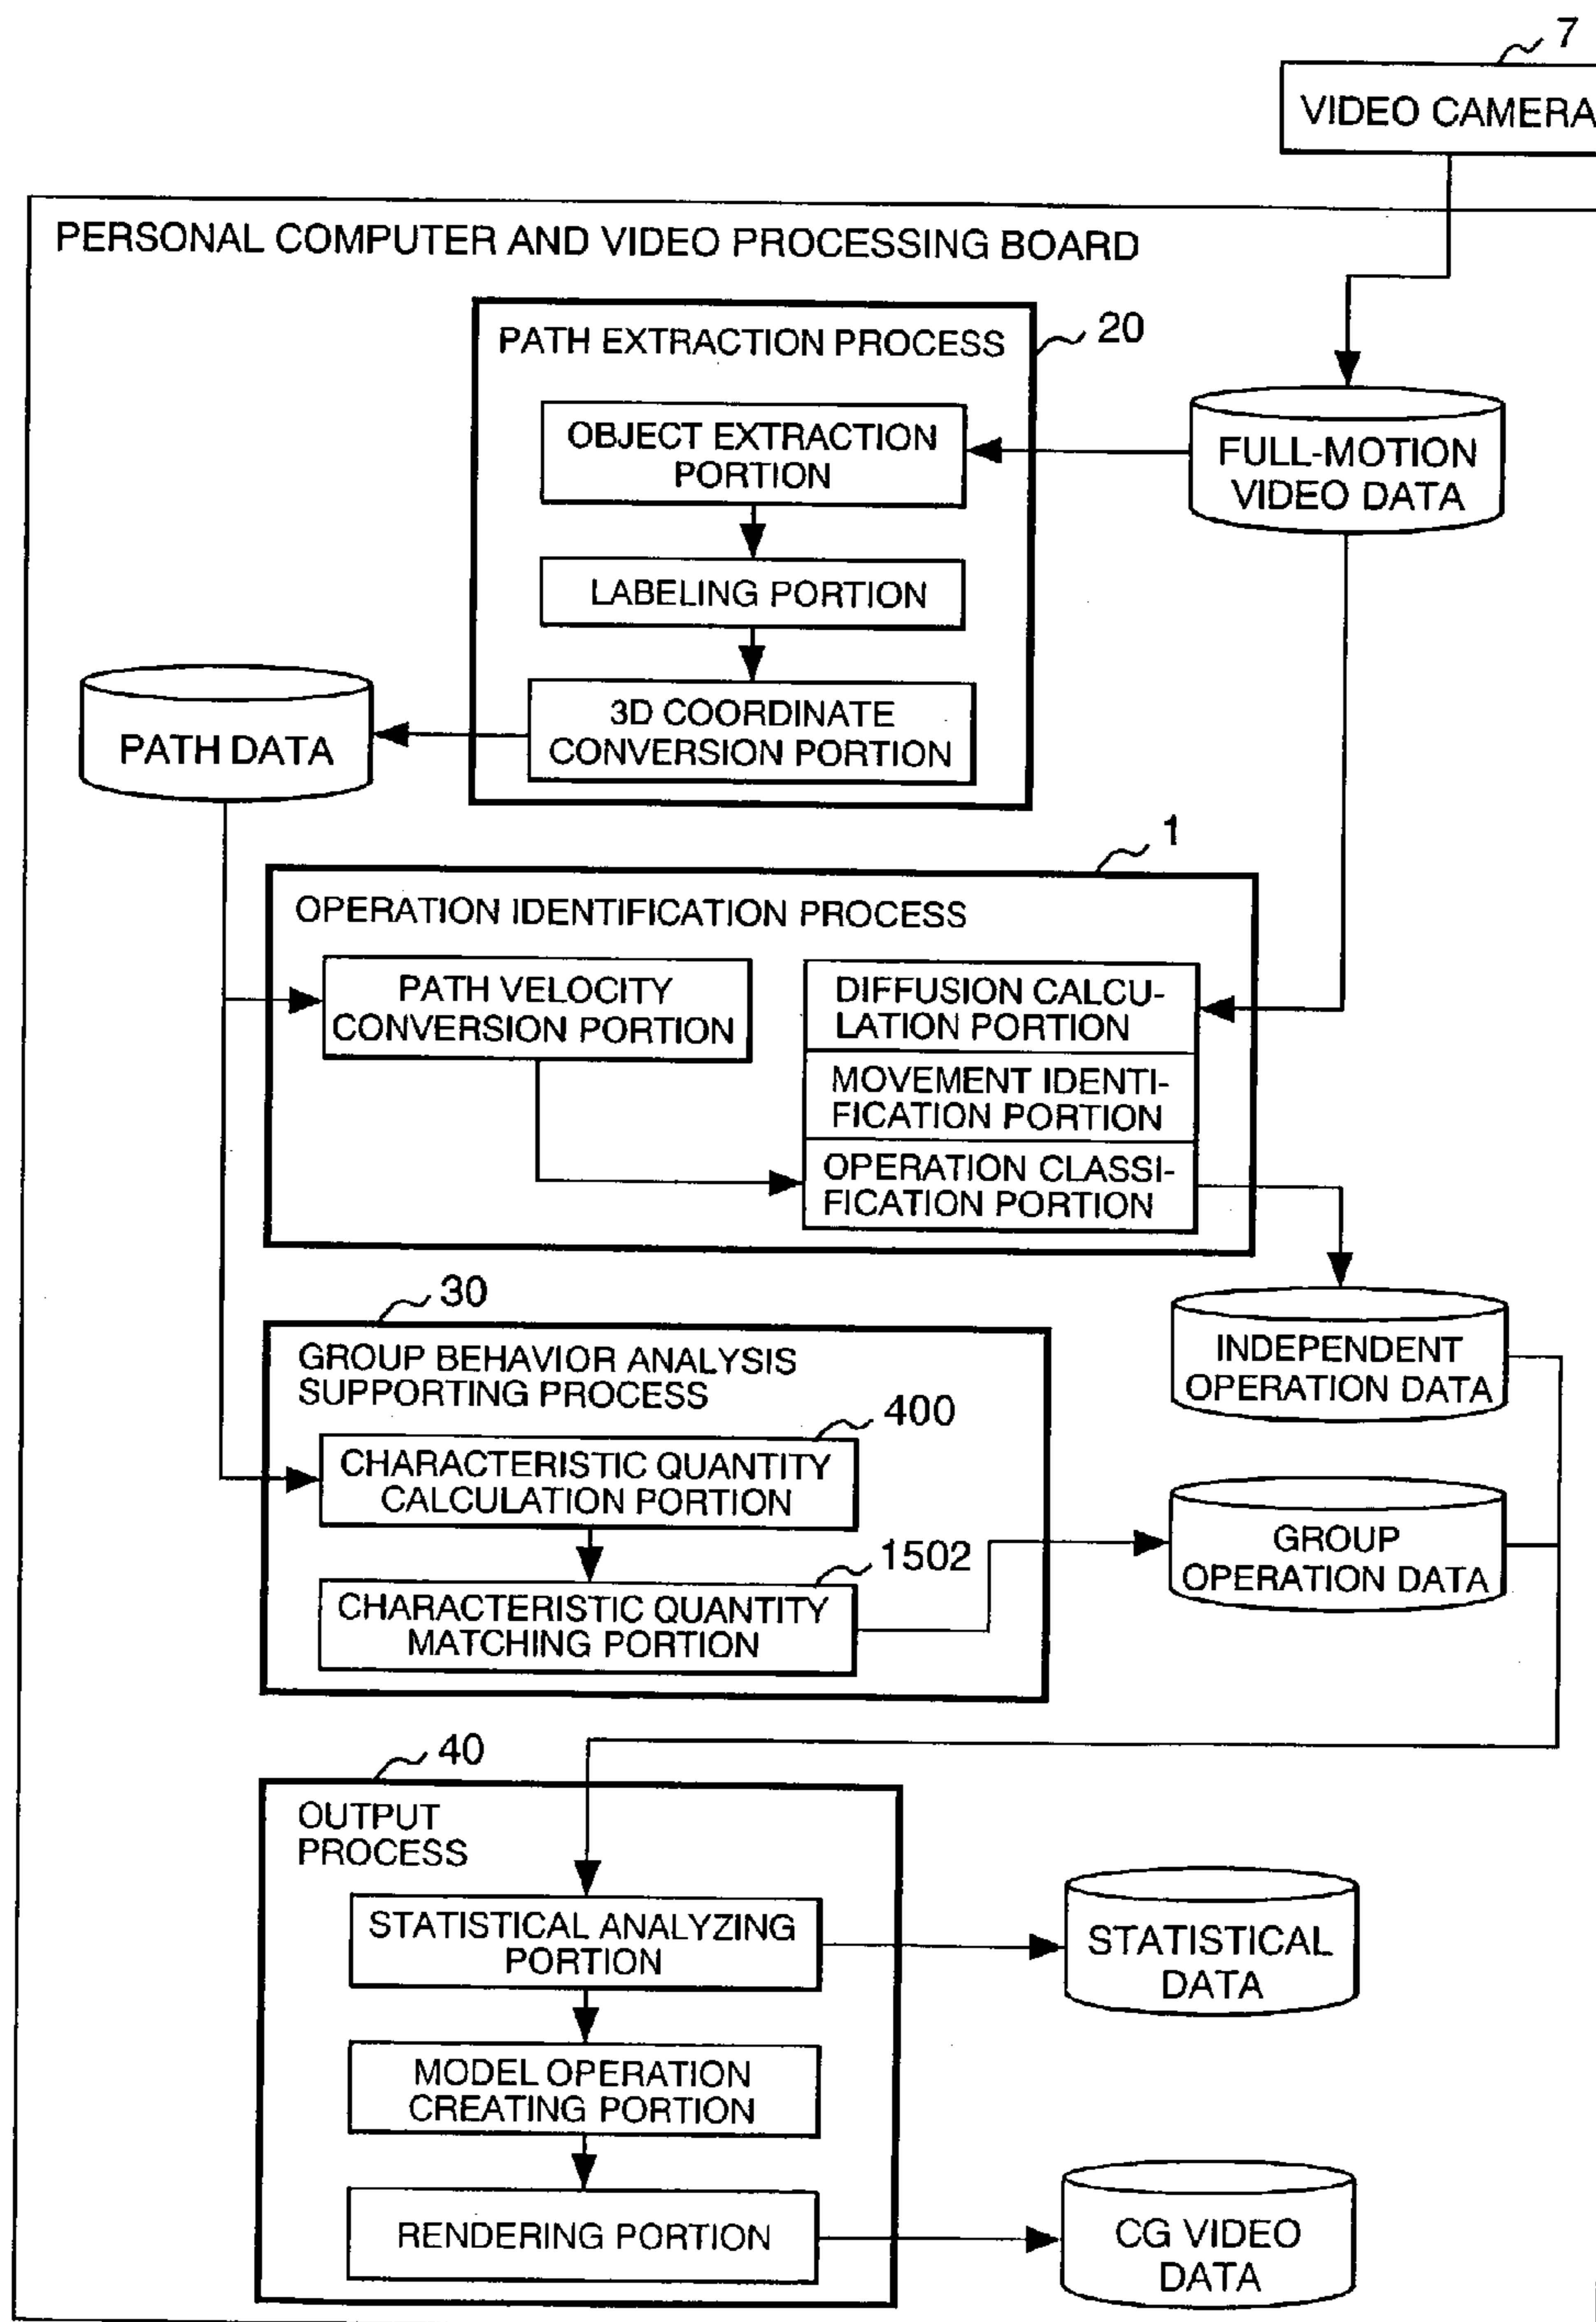 7
VIDEO CAMERA
PERSONAL COMPUTER AND VIDEO PROCESSING BOARD
PATH EXTRACTION PROCESS
20
OBJECT EXTRACTION
PORTION
FULL-MOTION
VIDEO DATA
LABELING PORTION
3D COORDINATE
CONVERSION PORTION
PATH DATA
1
OPERATION IDENTIFICATION PROCESS
PATH VELOCITY
CONVERSION PORTION
DIFFUSION CALCU-
LATION PORTION
MOVEMENT IDENTI-
FICATION PORTION
OPERATION CLASSI-
FICATION PORTION
30
GROUP BEHAVIOR ANALYSIS
SUPPORTING PROCESS
INDEPENDENT
OPERATION DATA
400
CHARACTERISTIC QUANTITY
CALCULATION PORTION
GROUP
OPERATION DATA
1502
CHARACTERISTIC QUANTITY
MATCHING PORTION
40
OUTPUT
PROCESS
STATISTICAL ANALYZING
PORTION
STATISTICAL
DATA
MODEL OPERATION
CREATING PORTION
RENDERING PORTION
CG VIDEO
DATA